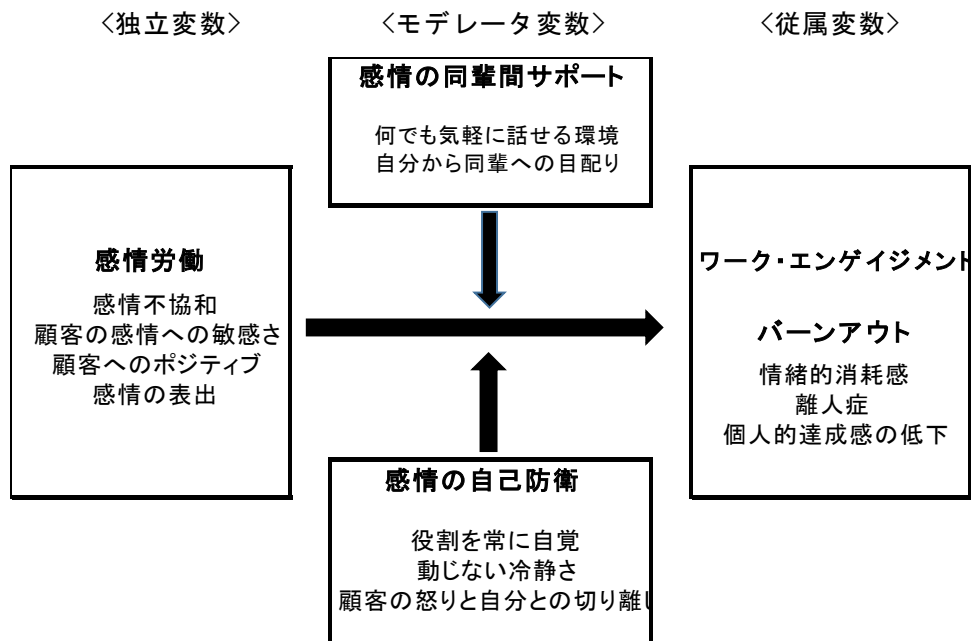 <独立変数>
<モデレータ変数>
<従属変数>
感情の同輩間サポート
何でも気軽に話せる環境
自分から同輩への目配り
感情労働
感情不協和
顧客の感情への敏感さ
顧客へのポジティブ
感情の表出
ワーク・エンゲイジメント
バーンアウト
情緒的消耗感
離人症
個人的達成感の低下
感情の自己防衛
役割を常に自覚
動じない冷静さ
顧客の怒りと自分との切り離し